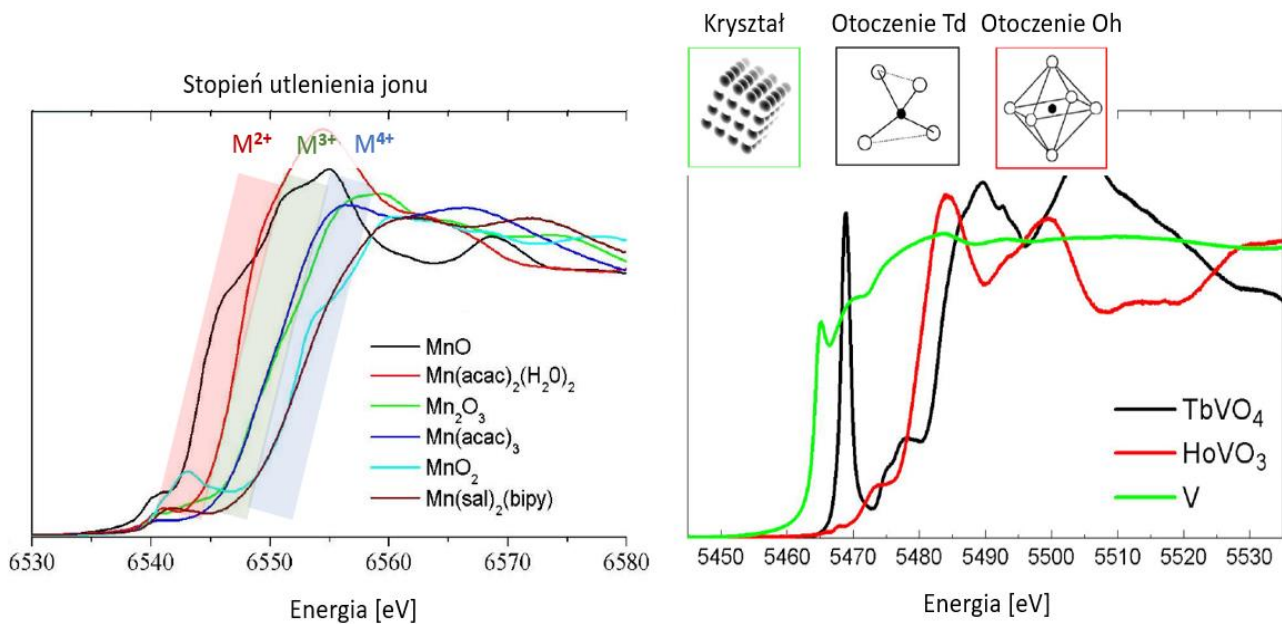 Stopień utlenienia jonu
M²⁺ M³⁺ M⁴⁺
MnO
Mn(acac)₂(H₂0)₂
Mn₂O₃
Mn(acac)₃
MnO₂
Mn(sal)₂(bipy)
6530 6540 6550 6560 6570 6580
Energia [eV]
Kryształ Otoczenie Td Otoczenie Oh
TbVO₄
HoVO₃
V
5450 5460 5470 5480 5490 5500 5510 5520 5530
Energia [eV]